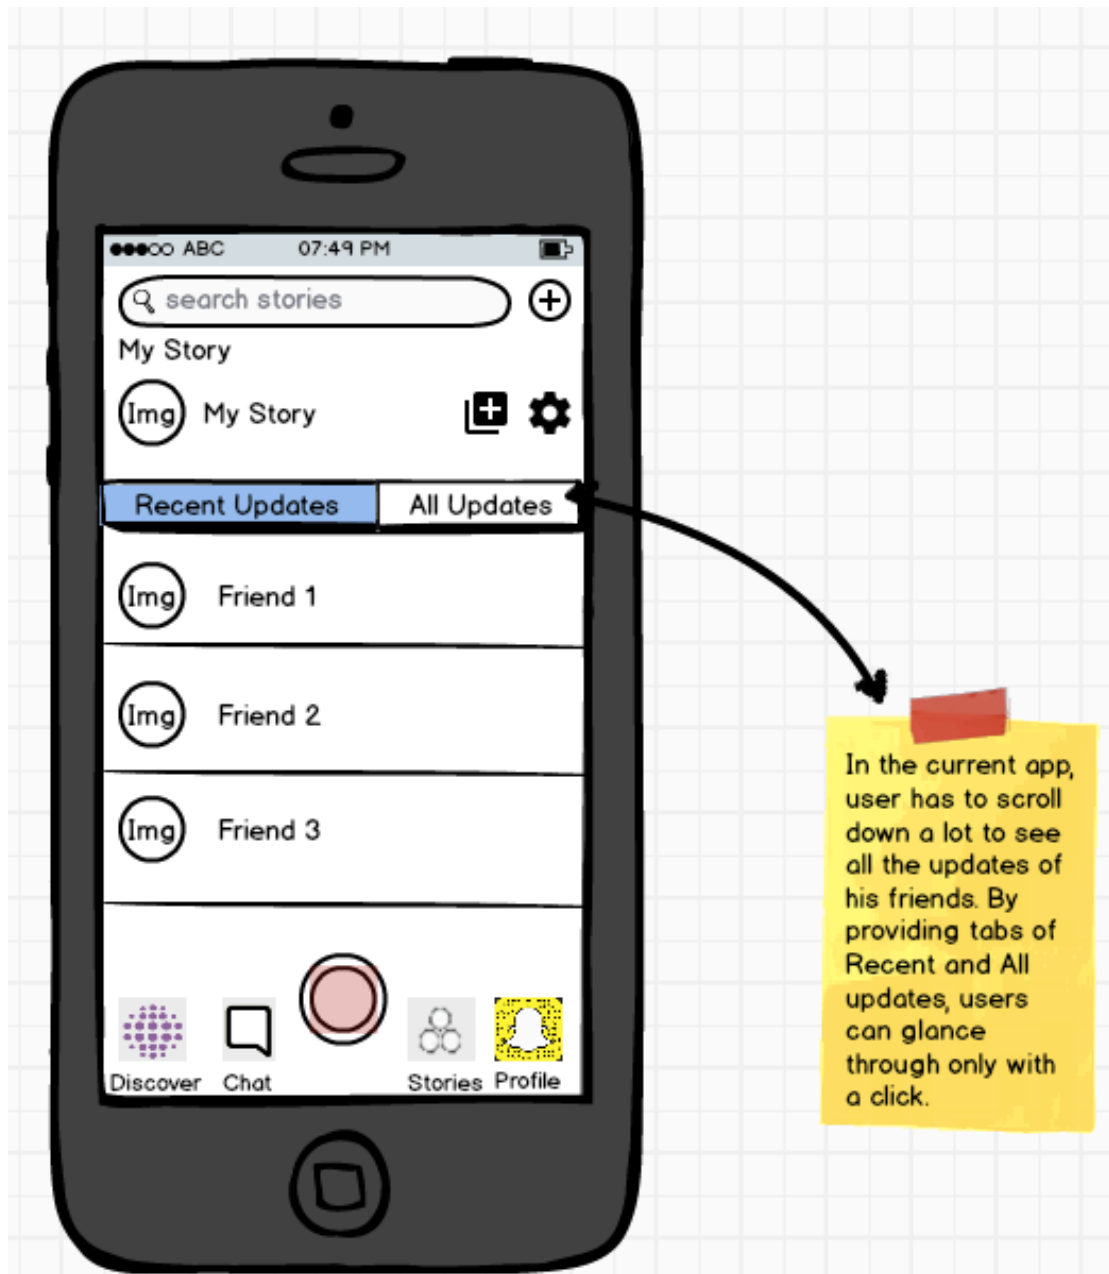 ABC 07:49 PM
search stories
My Story
Img My Story
Recent Updates All Updates
Img Friend 1
Img Friend 2
Img Friend 3
Discover Chat Stories Profile
In the current app,
user has to scroll
down a lot to see
all the updates of
his friends. By
providing tabs of
Recent and All
updates, users
can glance
through only with
a click.